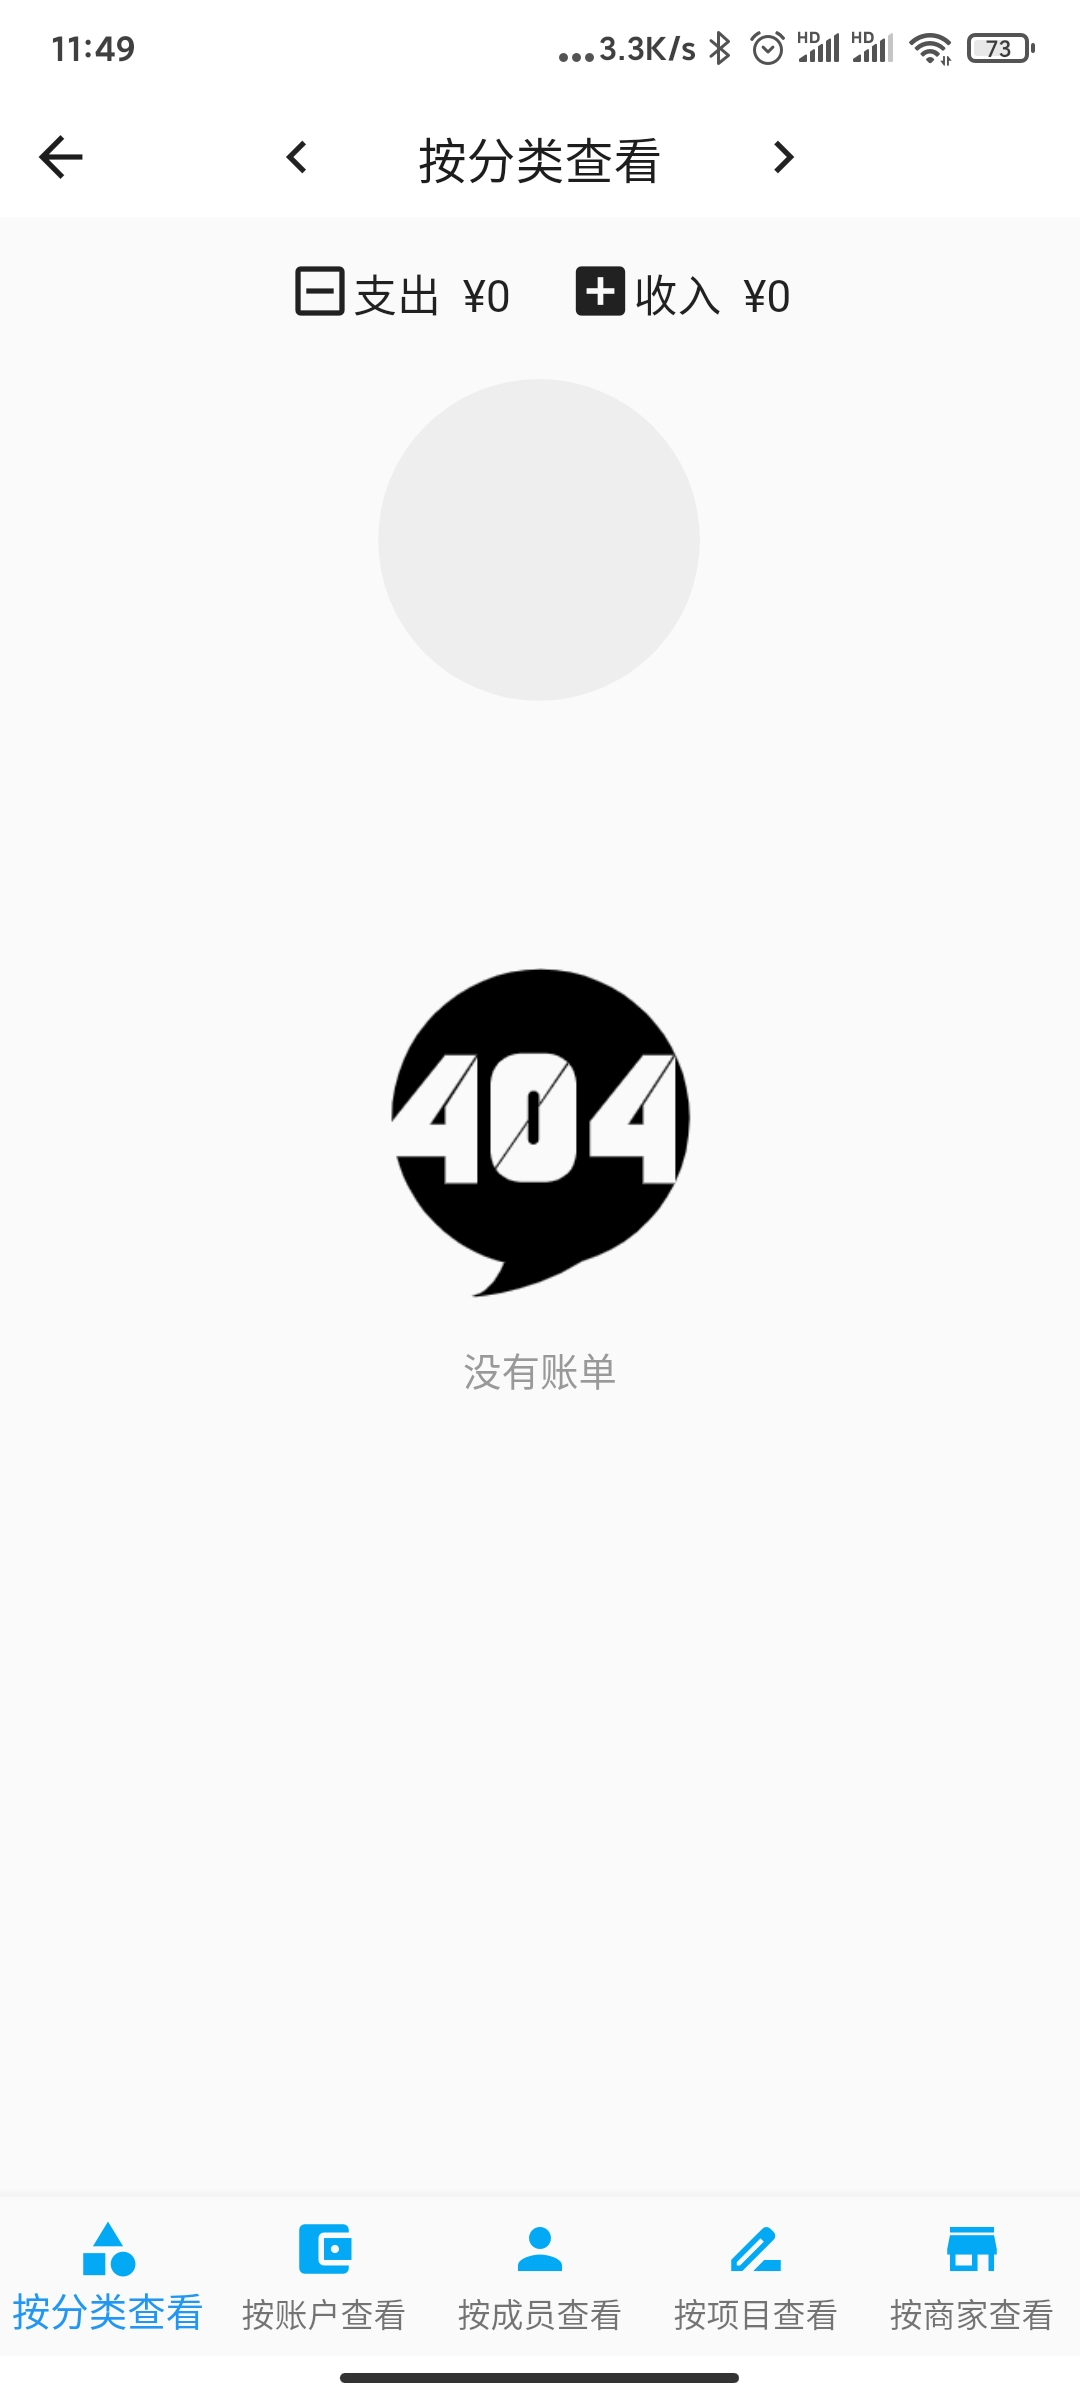 11:49 ...3.3K/s HD HD 73
按分类查看
支出 ¥0 收入 ¥0
404
没有账单
按分类查看 按账户查看 按成员查看 按项目查看 按商家查看